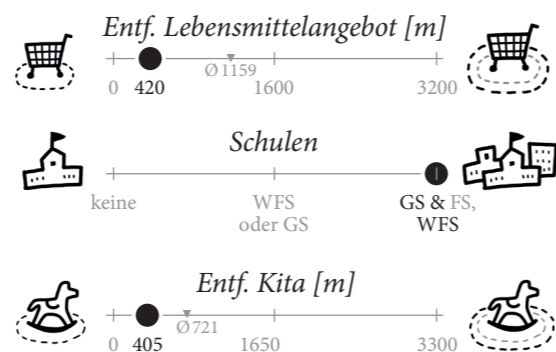 Entf. Lebensmittelangebot [m]
Ø 1159
0 420 1600 3200
Schulen
keine WFS GS & FS,
oder GS WFS
Entf. Kita [m]
Ø 721
0 405 1650 3300